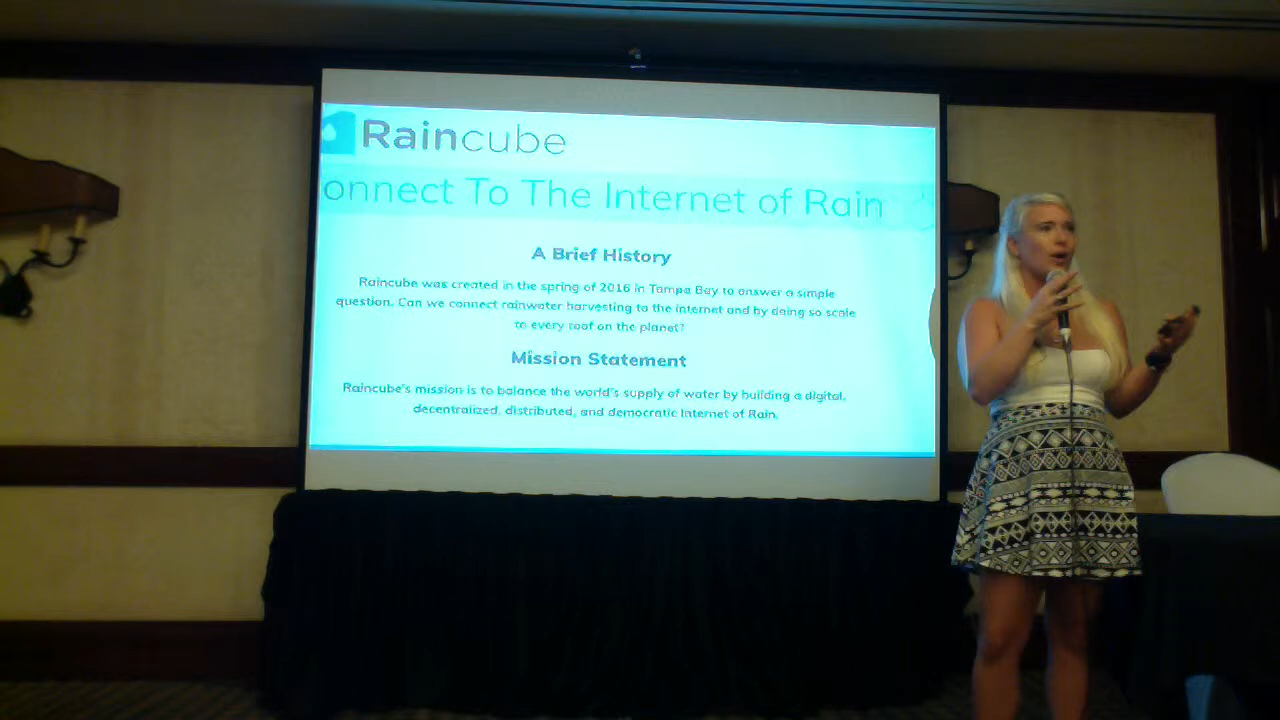 Raincube
onnect To The Internet of Rain
A Brief History
Raincube was created in the spring of 2016 in Tampa Bay to answer a simple
question. Can we connect rainwater harvesting to the internet and by doing so scale
to every roof on the planet?
Mission Statement
Raincube's mission is to balance the world's supply of water by building a digital,
decentralized, distributed, and democratic Internet of Rain.